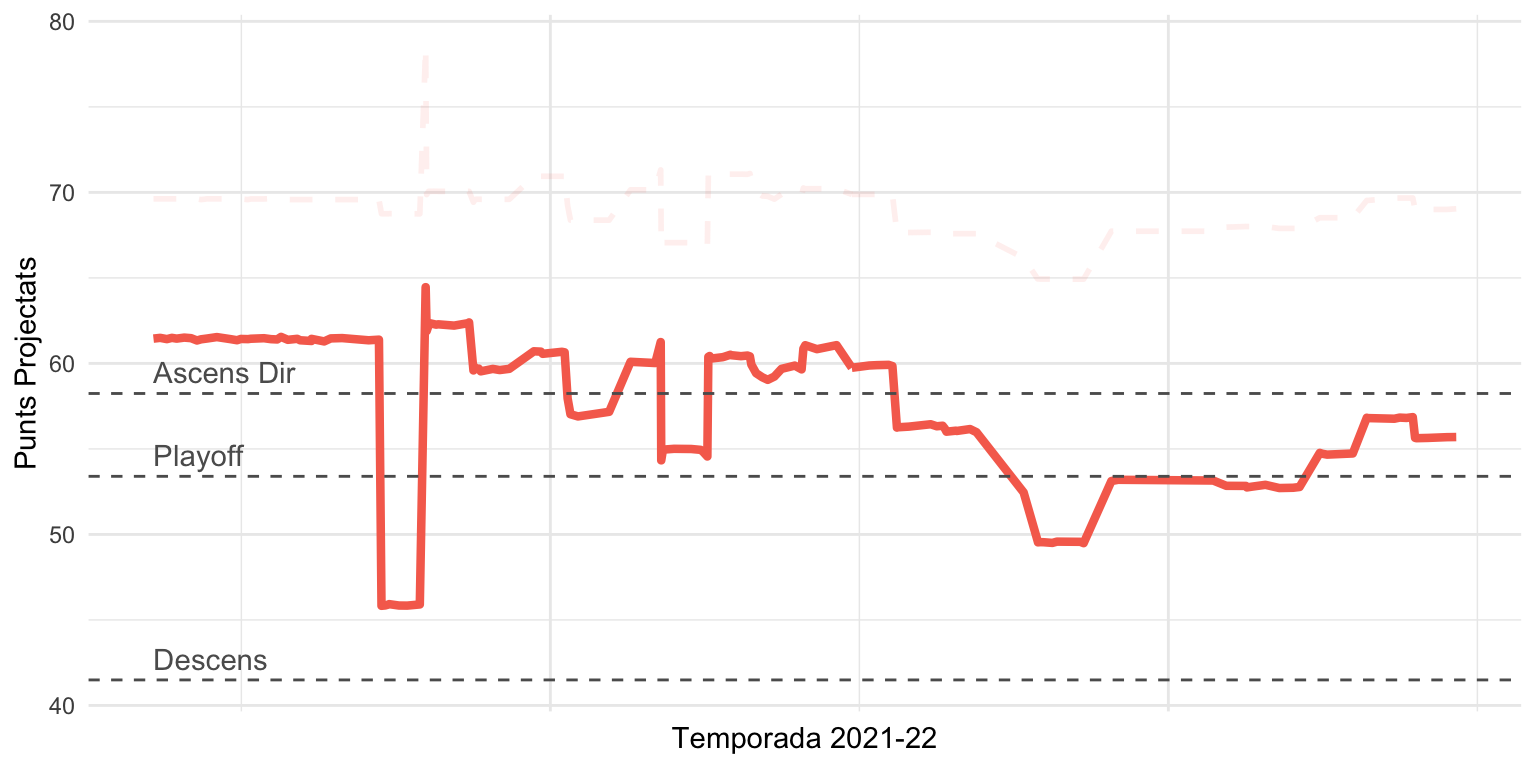 80
70
60
50
40
Punts Projectats
Ascens Dir
Playoff
Descens
Temporada 2021-22